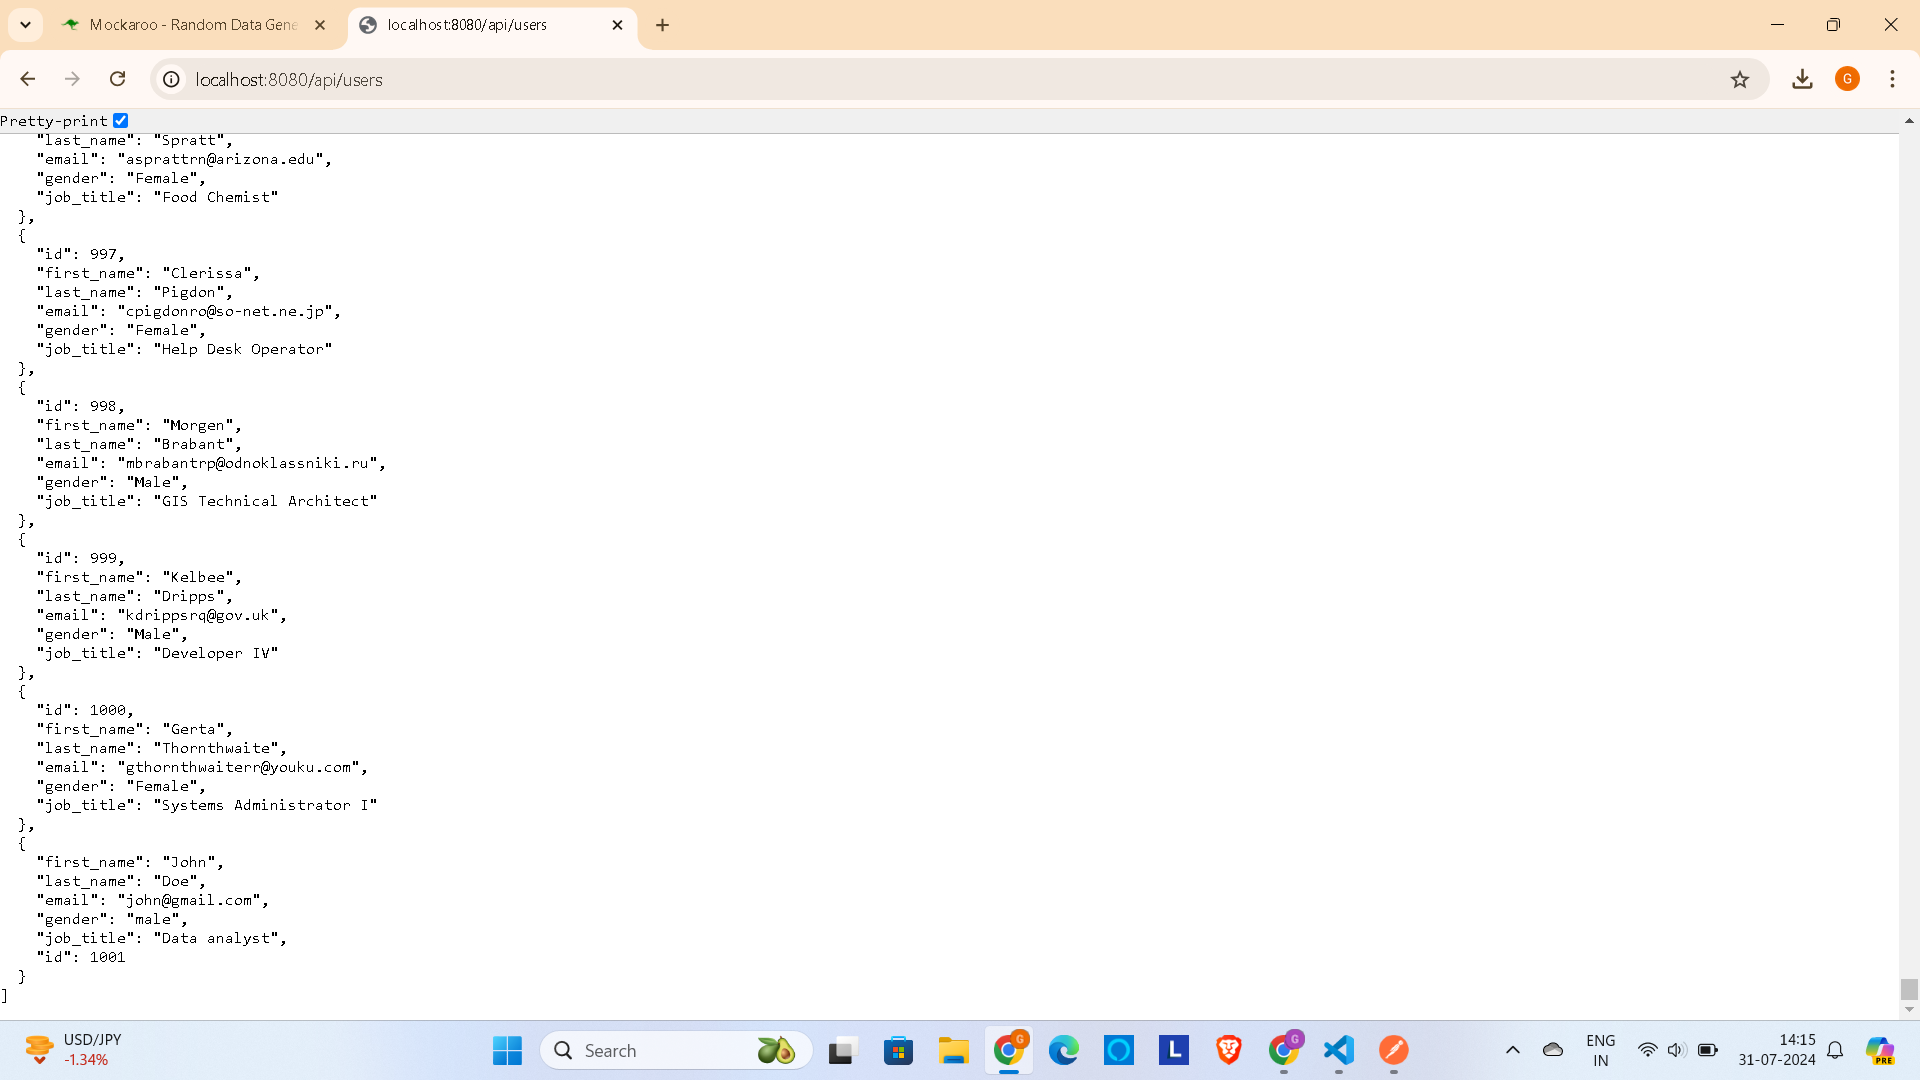 Mockaroo - Random Data Gene
localhost:8080/api/users
localhost:8080/api/users
G
Pretty-print
"last_name": "Spratt",
"email": "asprattrn@arizona.edu",
"gender": "Female",
"job_title": "Food Chemist"
},
{
"id": 997,
"first_name": "Clerissa",
"last_name": "Pigdon",
"email": "cpigdonro@so-net.ne.jp",
"gender": "Female",
"job_title": "Help Desk Operator"
},
{
"id": 998,
"first_name": "Morgen",
"last_name": "Brabant",
"email": "mbrabantrp@odnoklassniki.ru",
"gender": "Male",
"job_title": "GIS Technical Architect"
},
{
"id": 999,
"first_name": "Kelbee",
"last_name": "Dripps",
"email": "kdrippsrq@gov.uk",
"gender": "Male",
"job_title": "Developer IV"
},
{
"id": 1000,
"first_name": "Gerta",
"last_name": "Thornthwaite",
"email": "gthornthwaiterr@youku.com",
"gender": "Female",
"job_title": "Systems Administrator I"
},
{
"first_name": "John",
"last_name": "Doe",
"email": "john@gmail.com",
"gender": "male",
"job_title": "Data analyst",
"id": 1001
}
]
USD/JPY
-1.34%
Search
G
L
G
ENG
IN
14:15
31-07-2024
PRE